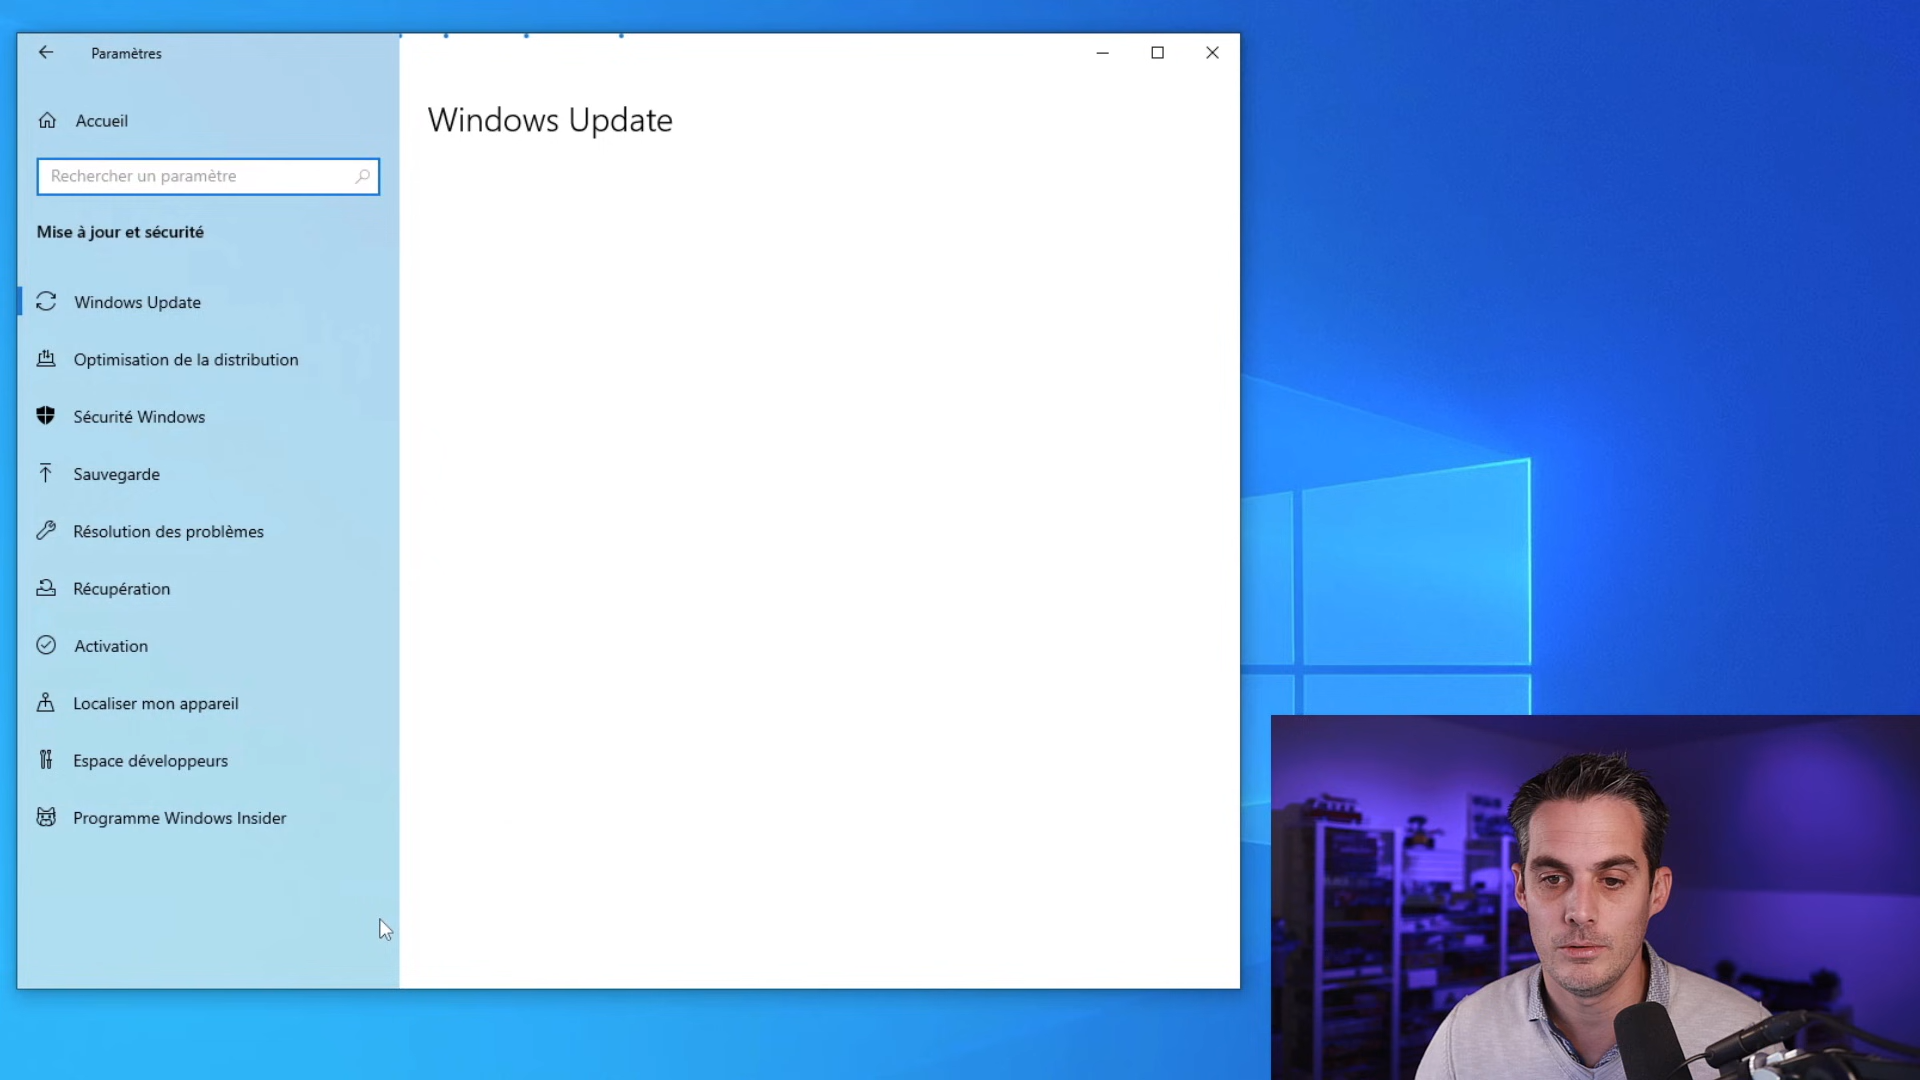 Paramètres
Accueil
Rechercher un paramètre
Mise à jour et sécurité
Windows Update
Optimisation de la distribution
Sécurité Windows
Sauvegarde
Résolution des problèmes
Récupération
Activation
Localiser mon appareil
Espace développeurs
Programme Windows Insider
Windows Update